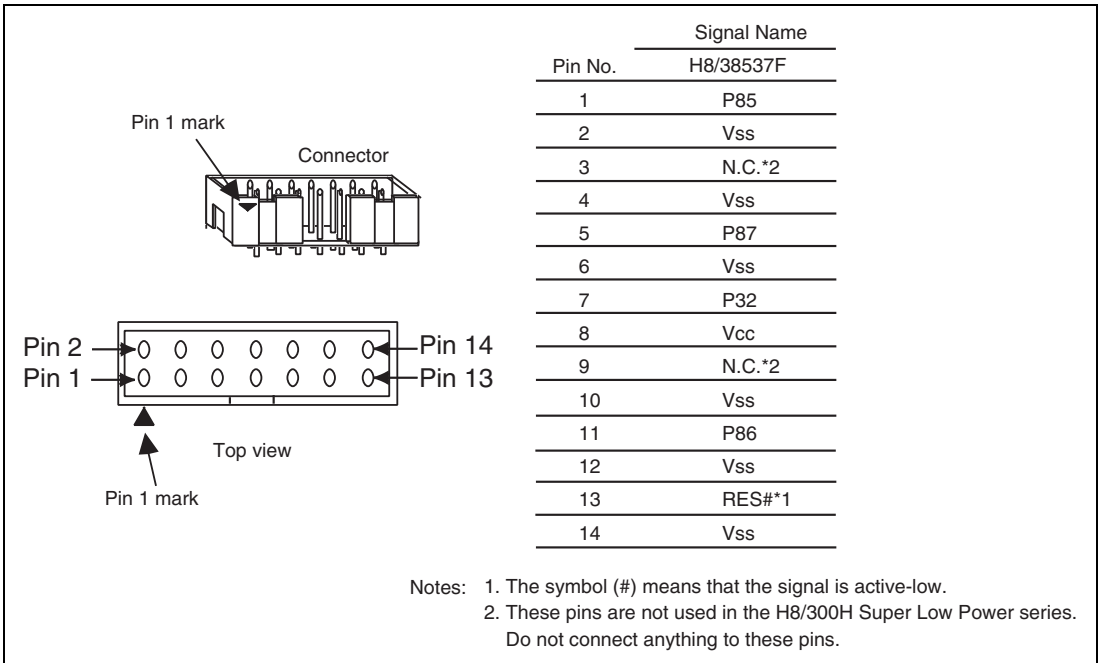 Pin 1 mark
Connector
Pin 2
Pin 14
Pin 1
Pin 13
Top view
Pin 1 mark
Signal Name
Pin No. H8/38537F
1 P85
2 Vss
3 N.C.*2
4 Vss
5 P87
6 Vss
7 P32
8 Vcc
9 N.C.*2
10 Vss
11 P86
12 Vss
13 RES#*1
14 Vss
Notes: 1. The symbol (#) means that the signal is active-low.
2. These pins are not used in the H8/300H Super Low Power series.
Do not connect anything to these pins.